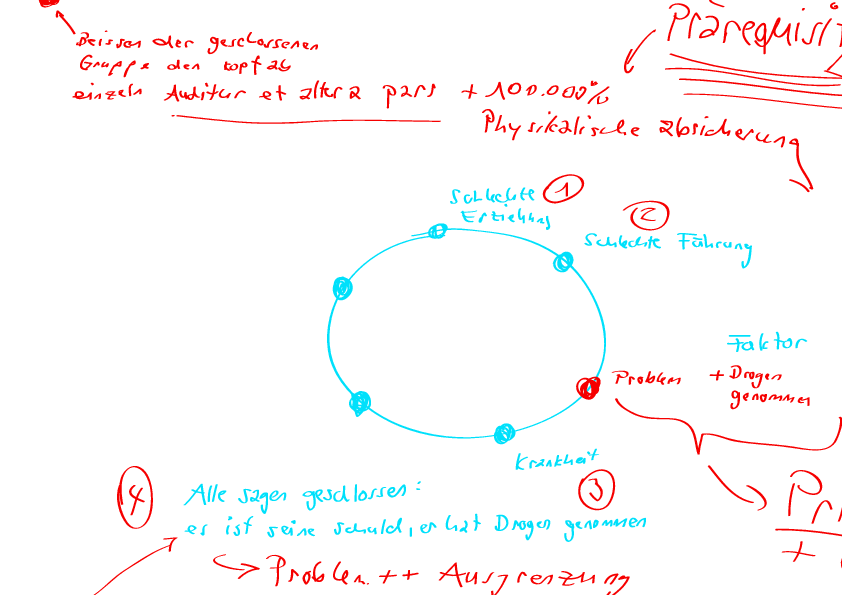 Prärequisit
Beissen der geschlossenen
Gruppe den Kopf ab
einzeln Auditur et altera pars + 100.000%
Physikalische absicherung
Schlechte 1
Erziehung
2
Schlechte Führung
Faktor
Problem + Drogen
genommen
Krankheit
3
4 Alle sagen geschlossen:
es ist seine schuld, er hat Drogen genommen
Pr
+
Problem ++ Ausgrenzung